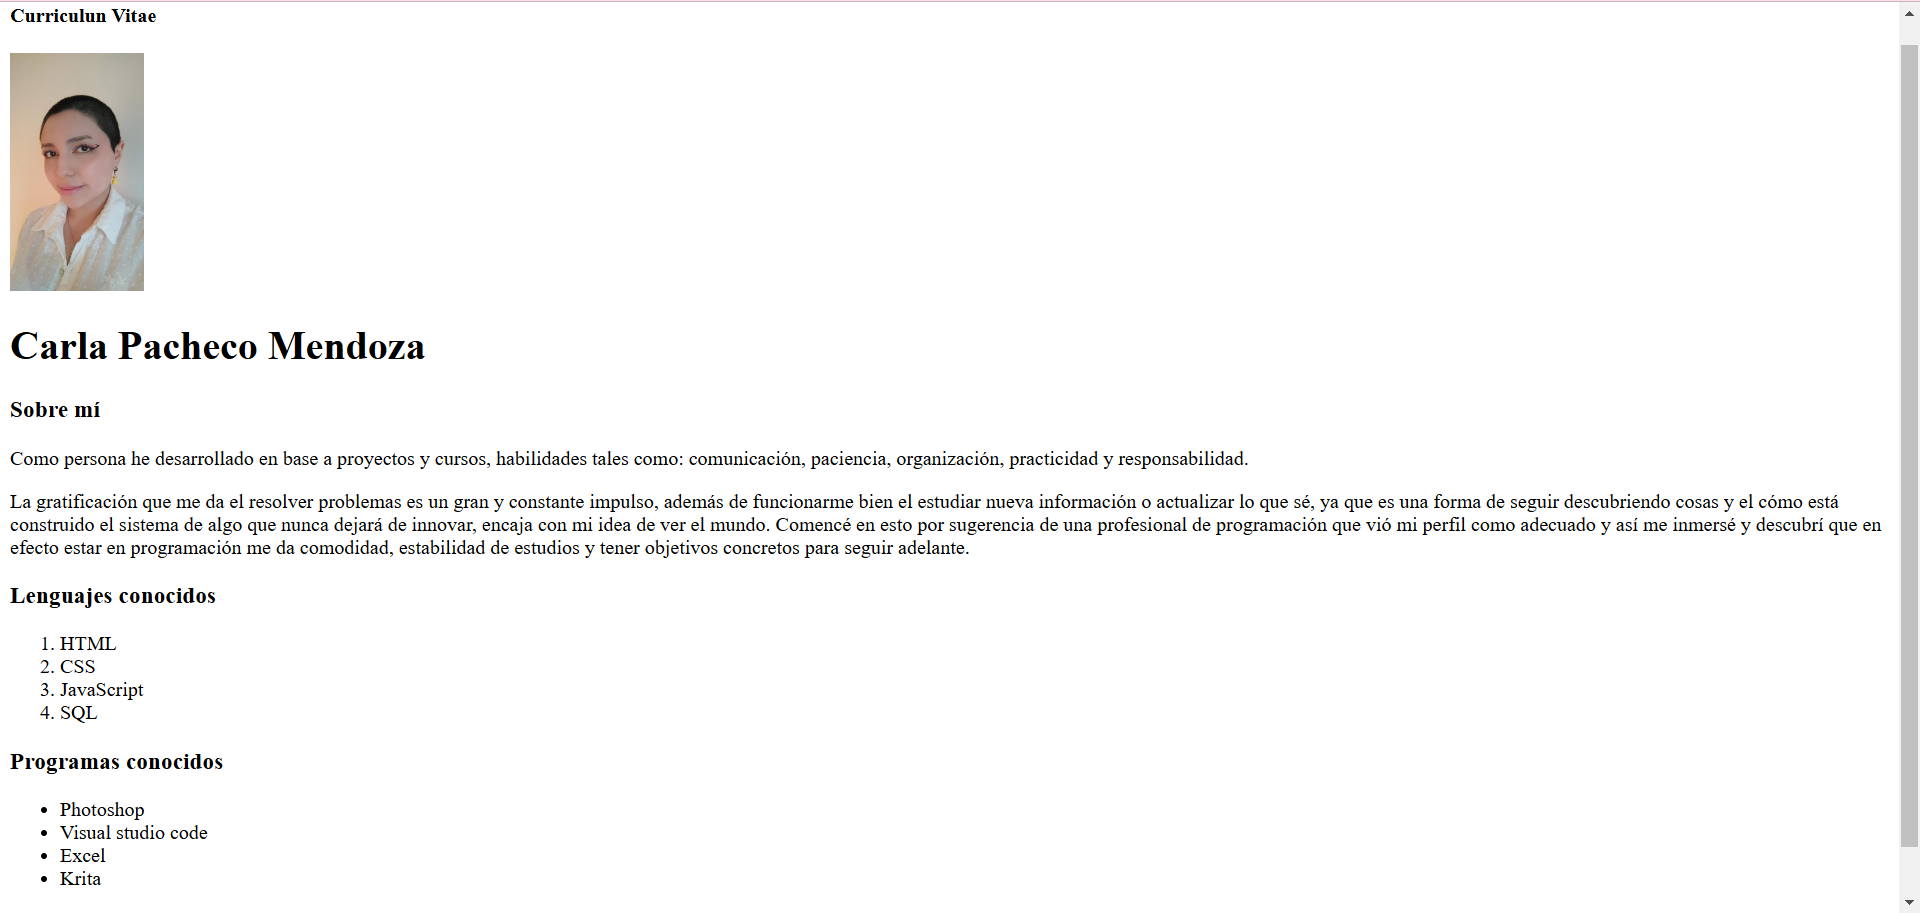 Curriculun Vitae
Carla Pacheco Mendoza
Sobre mí
Como persona he desarrollado en base a proyectos y cursos, habilidades tales como: comunicación, paciencia, organización, practicidad y responsabilidad.
La gratificación que me da el resolver problemas es un gran y constante impulso, además de funcionarme bien el estudiar nueva información o actualizar lo que sé, ya que es una forma de seguir descubriendo cosas y el cómo está
construido el sistema de algo que nunca dejará de innovar, encaja con mi idea de ver el mundo. Comencé en esto por sugerencia de una profesional de programación que vió mi perfil como adecuado y así me inmersé y descubrí que en
efecto estar en programación me da comodidad, estabilidad de estudios y tener objetivos concretos para seguir adelante.
Lenguajes conocidos
1. HTML
2. CSS
3. JavaScript
4. SQL
Programas conocidos
• Photoshop
• Visual studio code
• Excel
• Krita